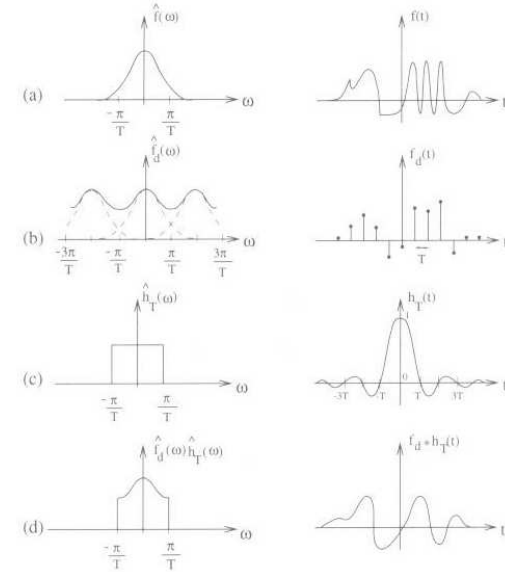 f̂(ω)
f(t)
(a)
ω
t
-π/T
π/T
f̂_d(ω)
f_d(t)
(b)
ω
t
-3π/T
-π/T
π/T
3π/T
T
ĥ_T(ω)
h_T(t)
1
(c)
ω
0
t
-3T
-T
T
3T
-π/T
π/T
f̂_d(ω)ĥ_T(ω)
f_d * h_T(t)
(d)
ω
t
-π/T
π/T